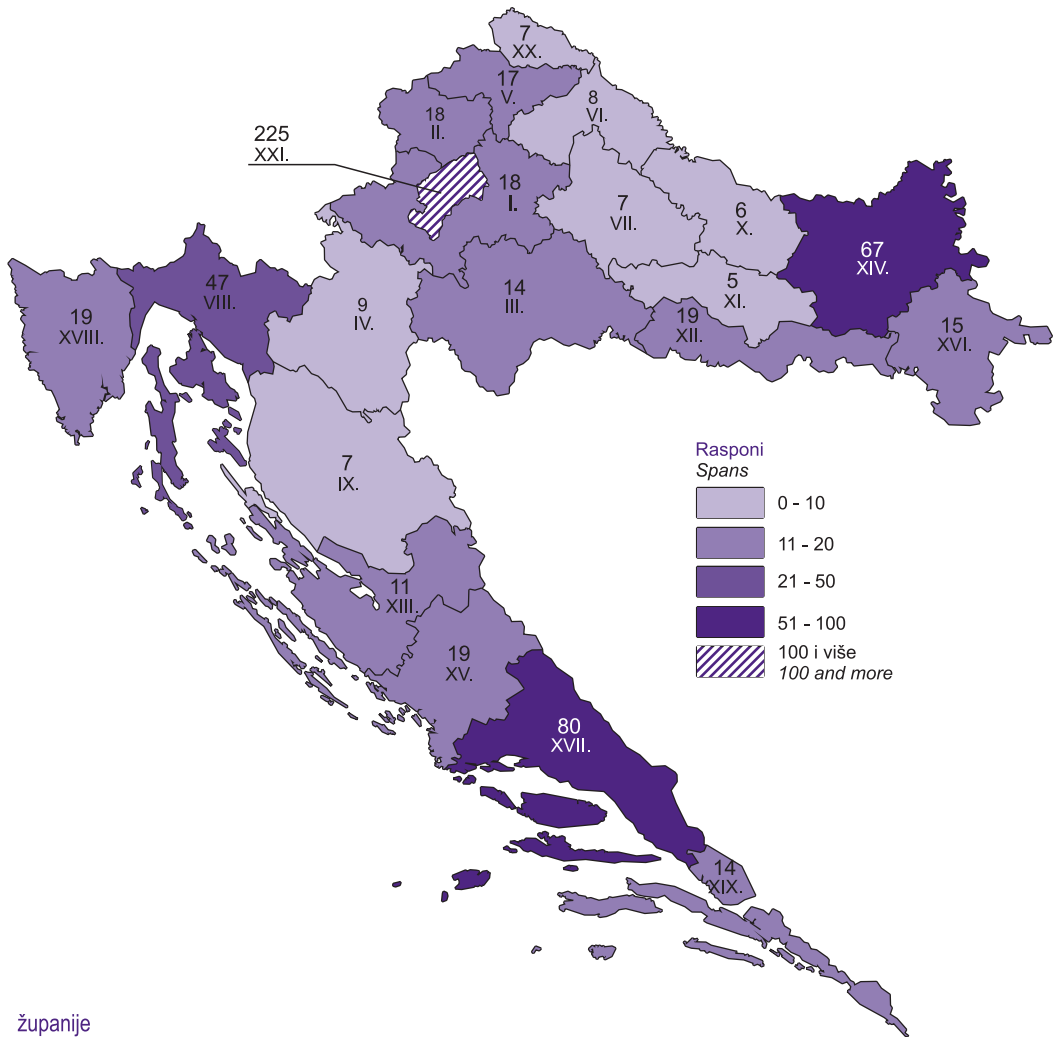 7
XX.
17
V.
8
VI.
18
II.
225
XXI.
18
I.
7
VII.
6
X.
67
XIV.
47
VIII.
5
XI.
14
III.
9
IV.
19
XVIII.
19
XII.
15
XVI.
7
IX.
Rasponi
Spans
0 - 10
11 - 20
21 - 50
51 - 100
100 i više
100 and more
11
XIII.
19
XV.
80
XVII.
14
XIX.
županije